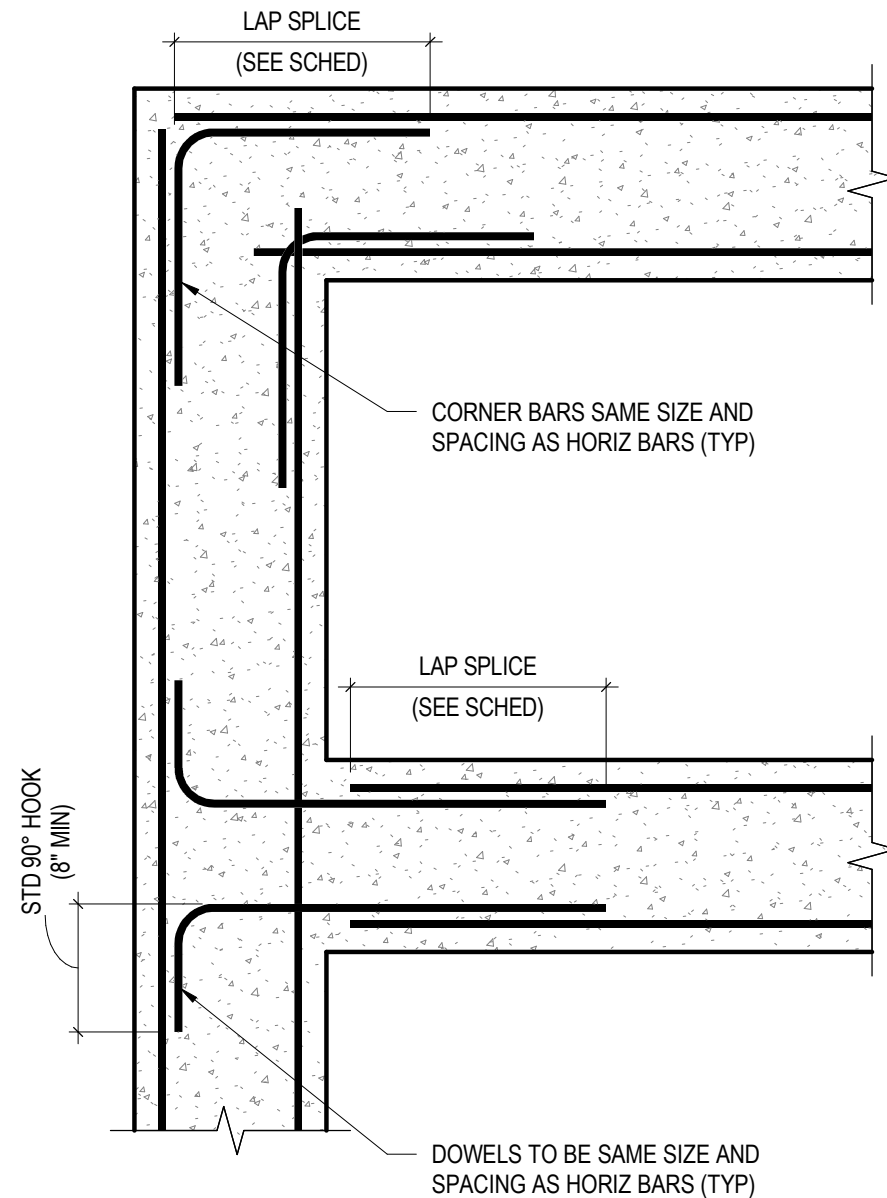 LAP SPLICE
(SEE SCHED)
CORNER BARS SAME SIZE AND
SPACING AS HORIZ BARS (TYP)
LAP SPLICE
(SEE SCHED)
STD 90° HOOK
(8" MIN)
DOWELS TO BE SAME SIZE AND
SPACING AS HORIZ BARS (TYP)